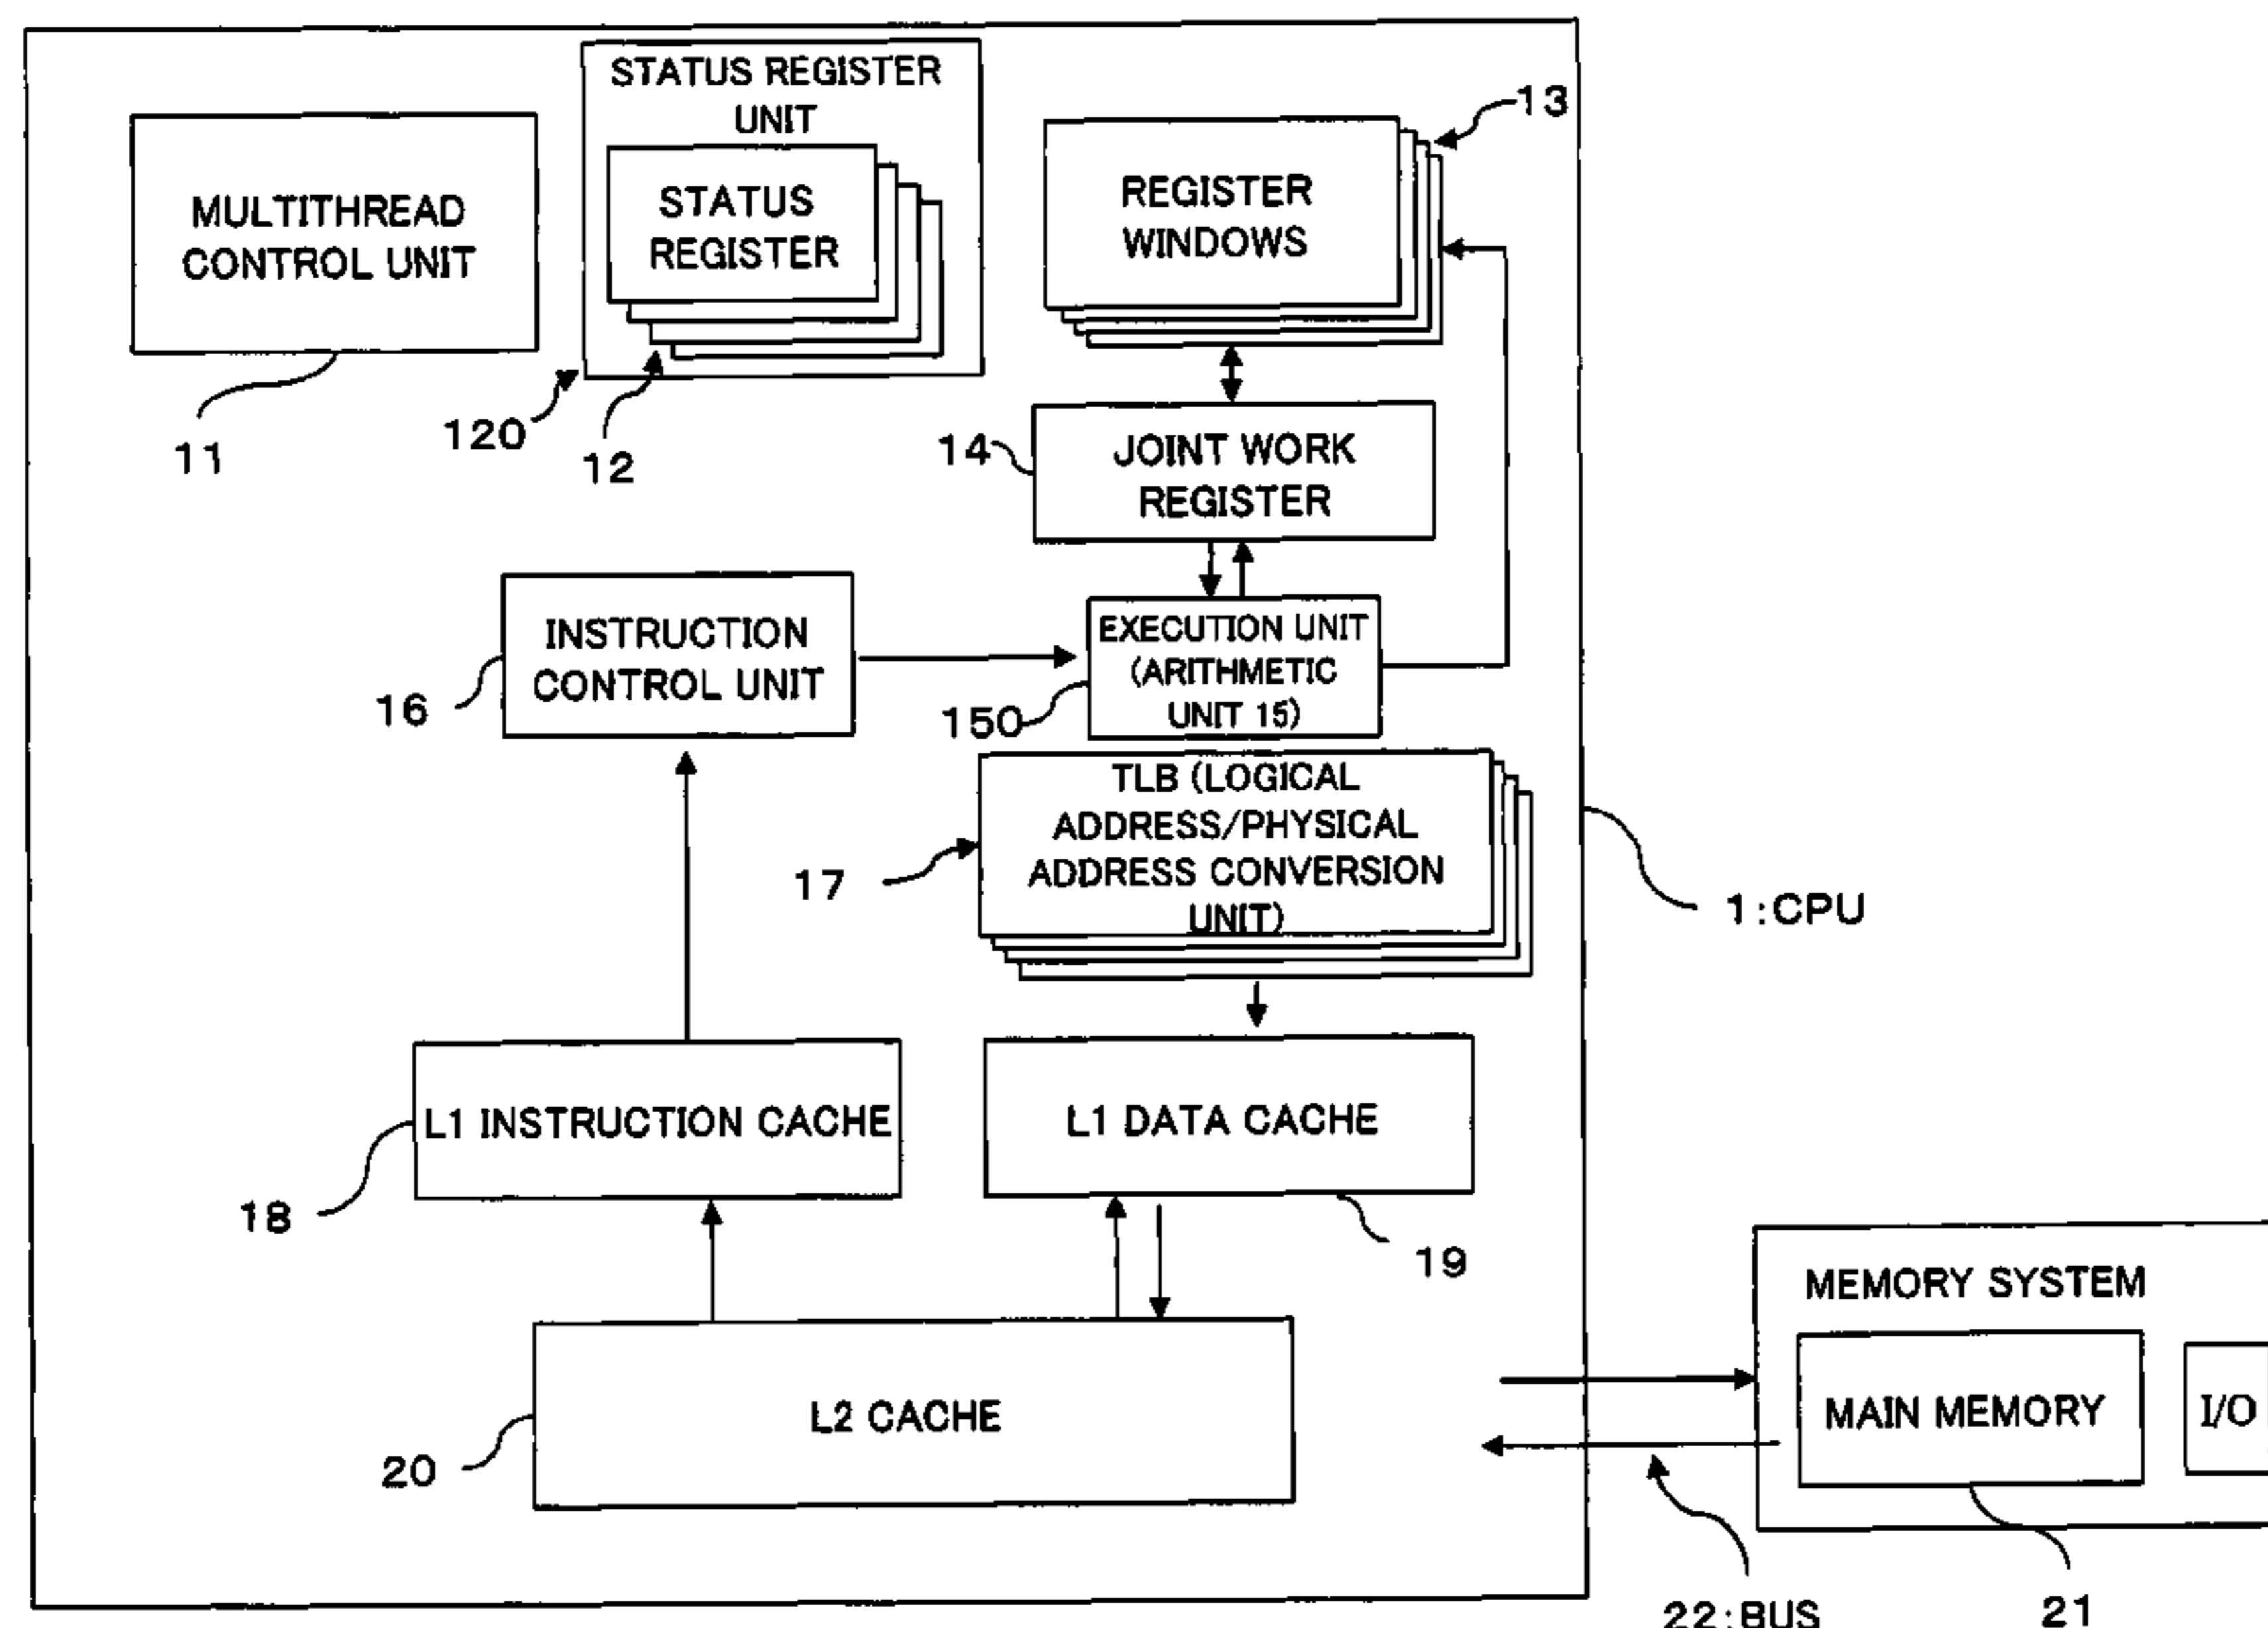 STATUS REGISTER
UNIT
13
MULTITHREAD
CONTROL UNIT
STATUS
REGISTER
REGISTER
WINDOWS
11
120
12
14
JOINT WORK
REGISTER
INSTRUCTION
CONTROL UNIT
16
EXECUTION UNIT
(ARITHMETIC
UNIT 15)
150
TLB (LOGICAL
ADDRESS/PHYSICAL
ADDRESS CONVERSION
UNIT)
17
1:CPU
L1 INSTRUCTION CACHE
L1 DATA CACHE
18
19
MEMORY SYSTEM
L2 CACHE
MAIN MEMORY
I/O
20
22:BUS
21